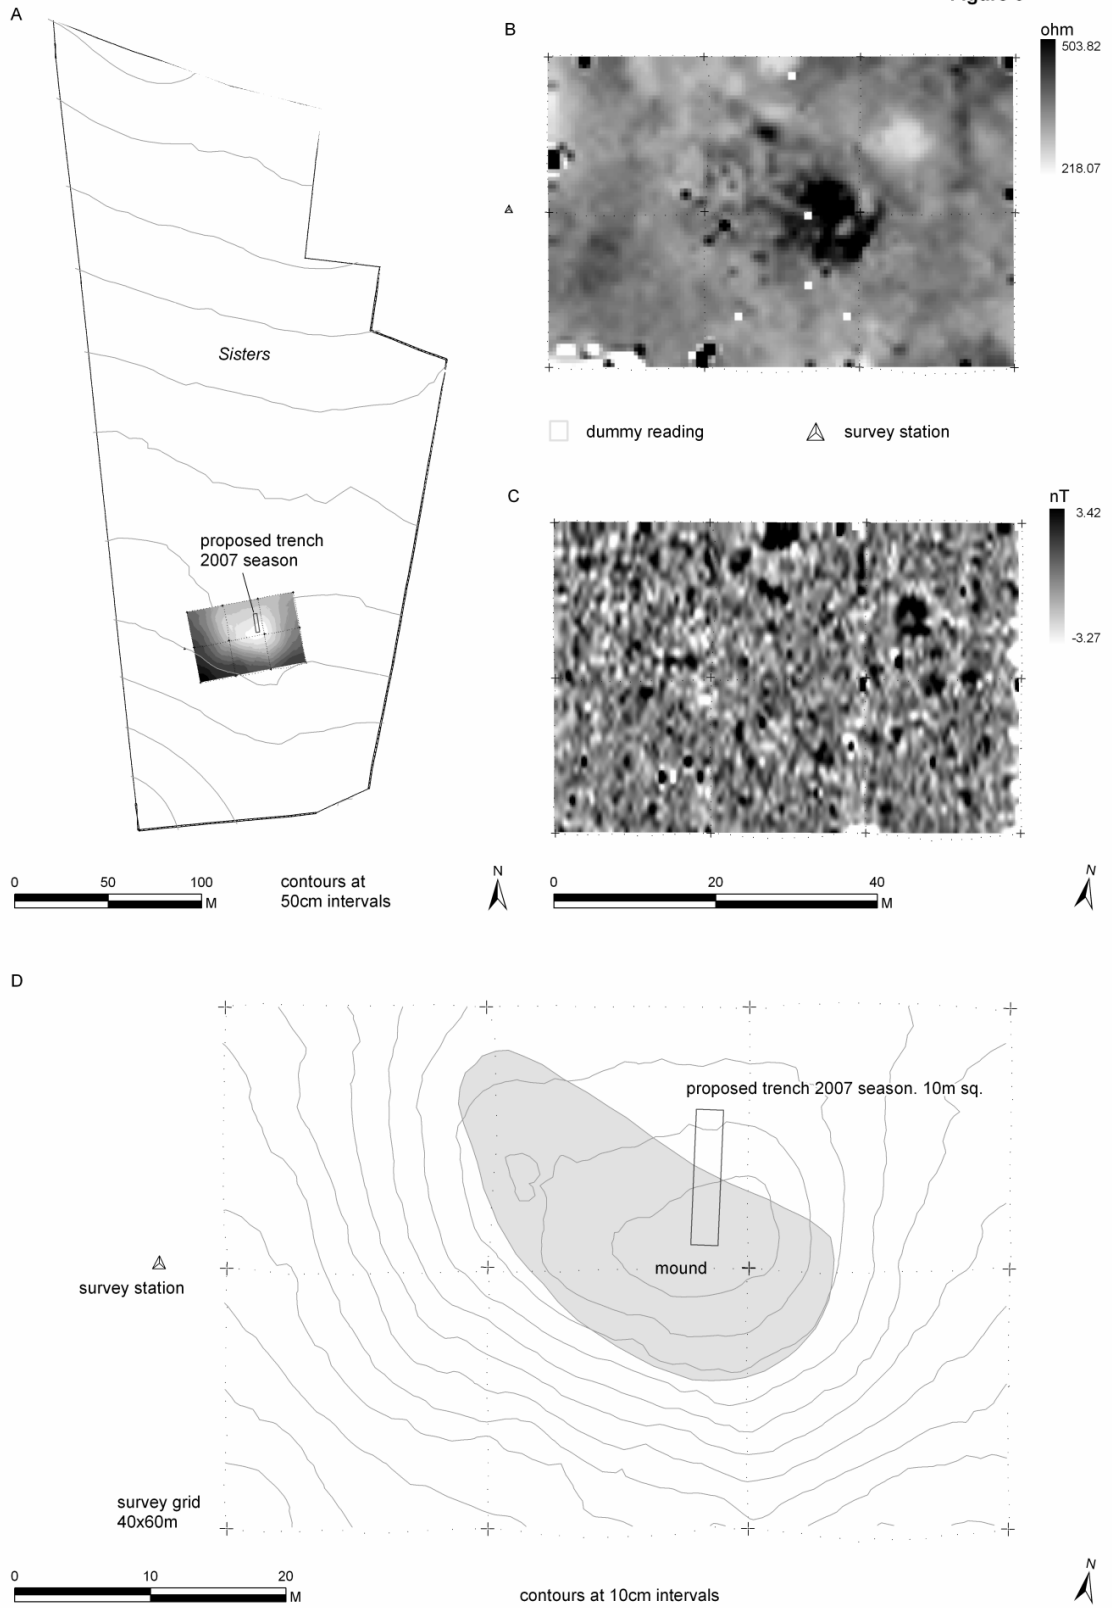 A
Sisters
proposed trench
2007 season
0 50 100
M
contours at
50cm intervals
N
B
ohm
503.82
218.07
dummy reading
survey station
C
nT
3.42
-3.27
0 20 40
M
N
D
proposed trench 2007 season. 10m sq.
mound
survey station
survey grid
40x60m
0 10 20
M
contours at 10cm intervals
N